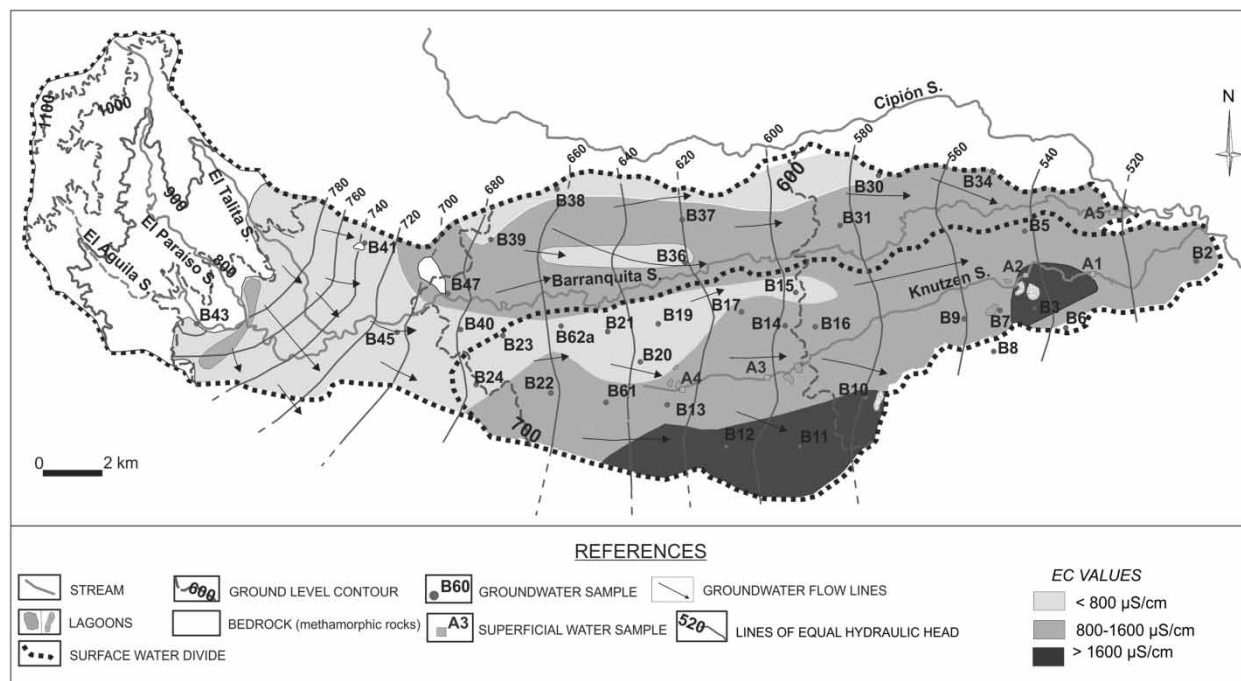 Cipión S.
N
1100
1000
900
El Talita S.
El Paraíso S.
800
El Águila S.
780
760
740
720
700
680
660
640
620
600
600
580
560
540
520
B38
B30
B34
B37
B31
A5
B41
B39
B5
B36
B2
B47
Barranquita S.
Knutzen S.
A2
A1
B15
B43
B17
B3
B40
B21
B19
B45
B62a
B14
B16
B9
B7
B6
B23
B20
B8
B24
A3
A4
B22
B61
B10
B13
700
B12
B11
0 2 km
REFERENCES
STREAM
600 GROUND LEVEL CONTOUR
B60 GROUNDWATER SAMPLE
GROUNDWATER FLOW LINES
LAGOONS
BEDROCK (methamorphic rocks)
A3 SUPERFICIAL WATER SAMPLE
520 LINES OF EQUAL HYDRAULIC HEAD
SURFACE WATER DIVIDE
EC VALUES
< 800 µS/cm
800-1600 µS/cm
> 1600 µS/cm